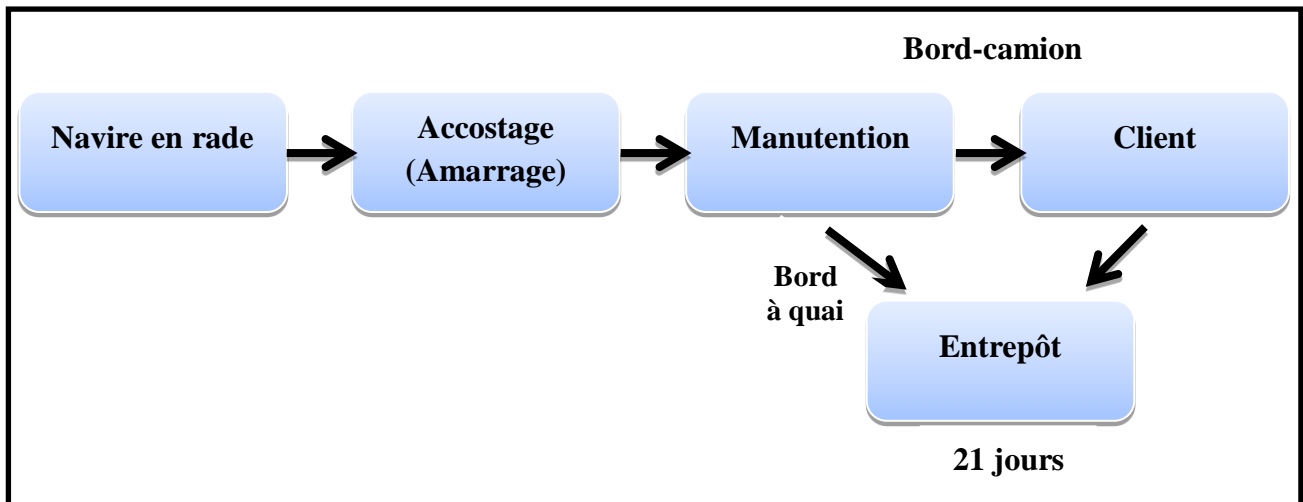 Bord-camion
Navire en rade
Accostage
(Amarrage)
Manutention
Client
Bord
à quai
Entrepôt
21 jours